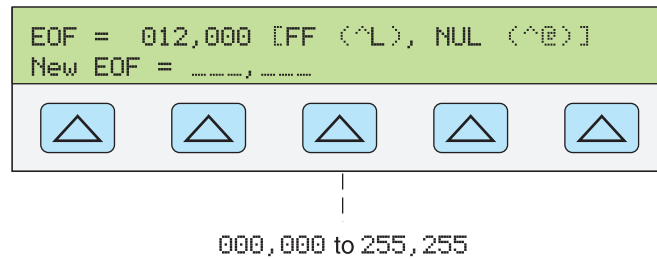 EOF = 012,000 [FF (^L), NUL (^@)]
New EOF = ___,___
000,000 to 255,255